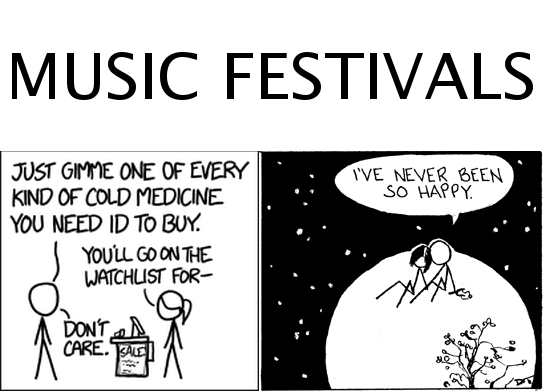 MUSIC FESTIVALS
JUST GIMME ONE OF EVERY
KIND OF COLD MEDICINE
YOU NEED ID TO BUY.
YOU'LL GO ON THE
WATCHLIST FOR—
DON'T
CARE.
SALE
I'VE NEVER BEEN
SO HAPPY.